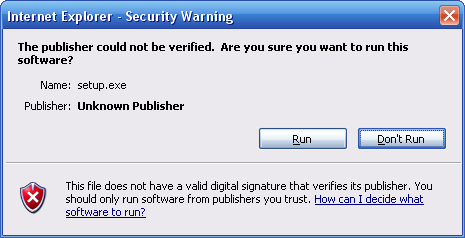 Internet Explorer - Security Warning
The publisher could not be verified.  Are you sure you want to run this
software?
Name: setup.exe
Publisher: Unknown Publisher
Run Don't Run
This file does not have a valid digital signature that verifies its publisher. You
should only run software from publishers you trust. How can I decide what
software to run?